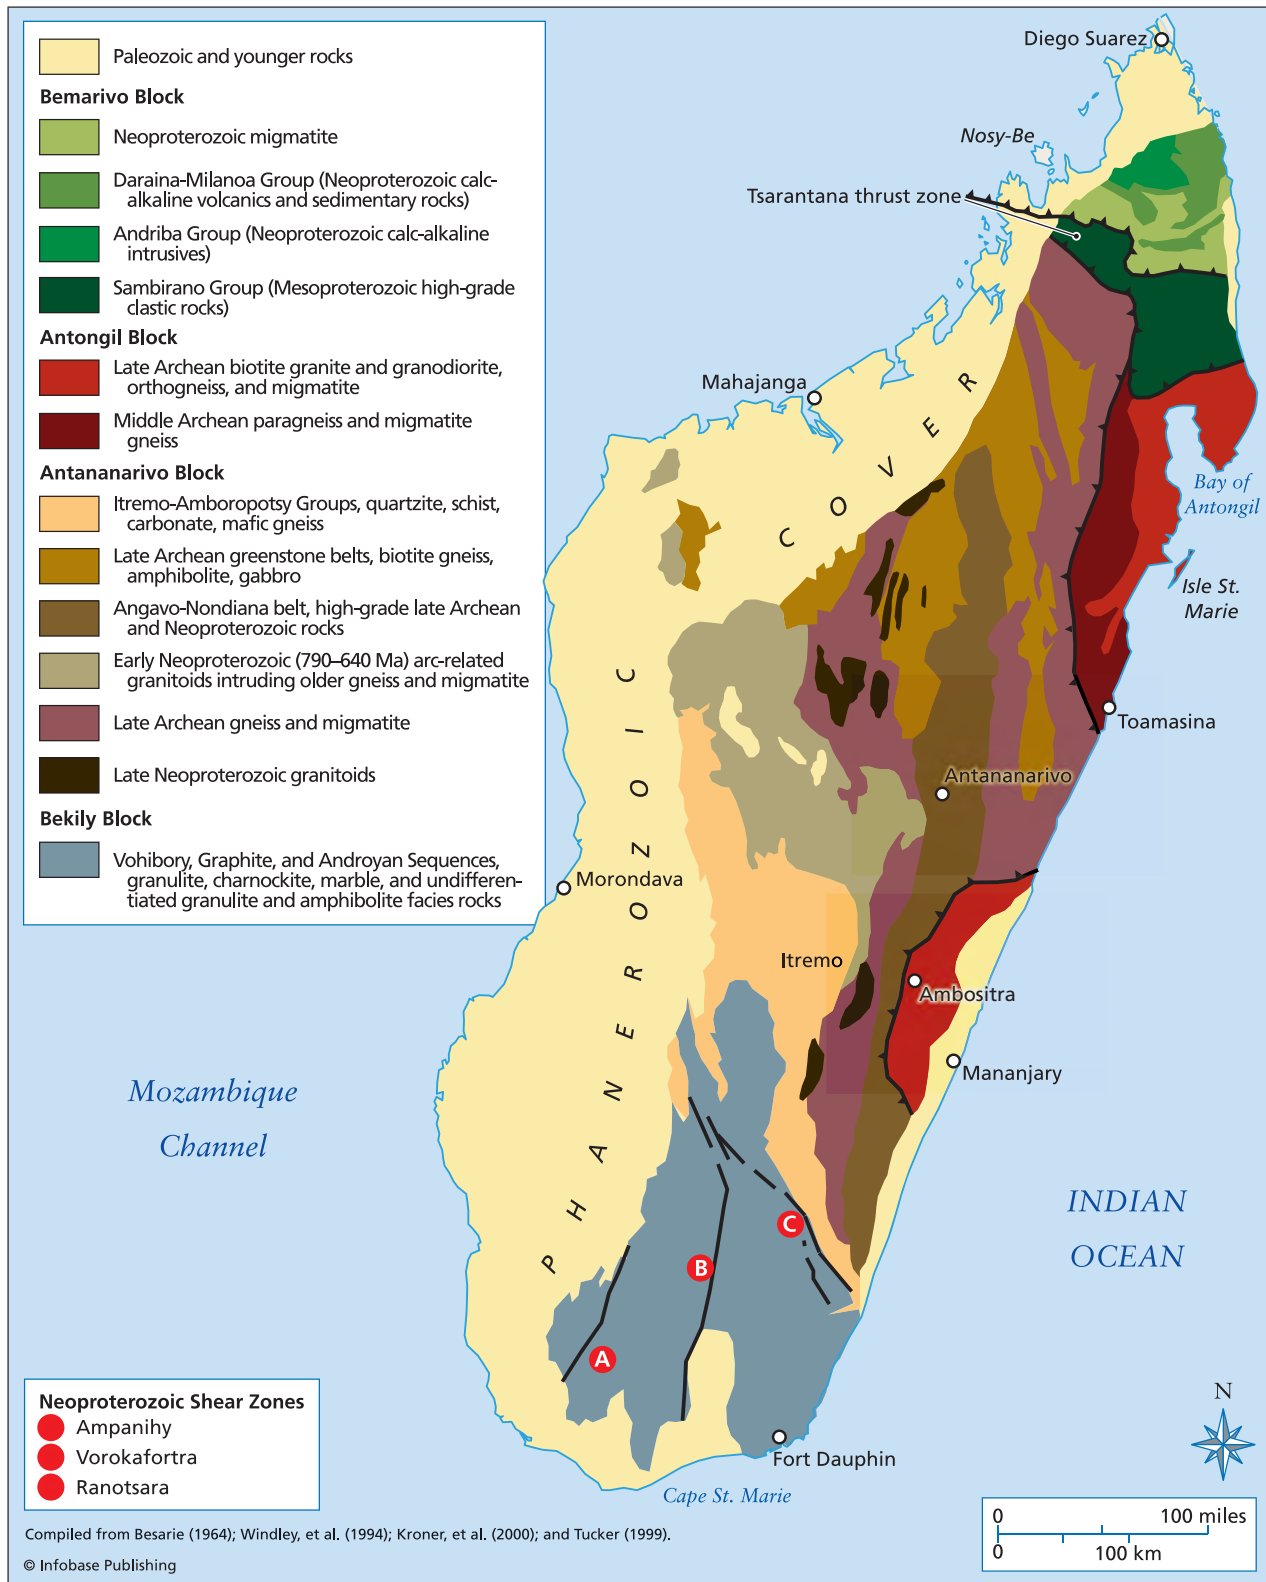 Paleozoic and younger rocks
Bemarivo Block
Neoproterozoic migmatite
Daraina-Milanoa Group (Neoproterozoic calc-
alkaline volcanics and sedimentary rocks)
Andriba Group (Neoproterozoic calc-alkaline
intrusives)
Sambirano Group (Mesoproterozoic high-grade
clastic rocks)
Antongil Block
Late Archean biotite granite and granodiorite,
orthogneiss, and migmatite
Middle Archean paragneiss and migmatite
gneiss
Antananarivo Block
Itremo-Amboropotsy Groups, quartzite, schist,
carbonate, mafic gneiss
Late Archean greenstone belts, biotite gneiss,
amphibolite, gabbro
Angavo-Nondiana belt, high-grade late Archean
and Neoproterozoic rocks
Early Neoproterozoic (790–640 Ma) arc-related
granitoids intruding older gneiss and migmatite
Late Archean gneiss and migmatite
Late Neoproterozoic granitoids
Bekily Block
Vohibory, Graphite, and Androyan Sequences,
granulite, charnockite, marble, and undifferen-
tiated granulite and amphibolite facies rocks
Diego Suarez
Nosy-Be
Tsarantana thrust zone
Mahajanga
Bay of
Antongil
Isle St.
Marie
Toamasina
Antananarivo
Morondava
Itremo
Ambositra
Mananjary
PHANEROZOIC COVER
Mozambique
Channel
INDIAN
OCEAN
C
B
A
Fort Dauphin
Cape St. Marie
Neoproterozoic Shear Zones
Ampanihy
Vorokafortra
Ranotsara
N
0 100 miles
0 100 km
Compiled from Besarie (1964); Windley, et al. (1994); Kroner, et al. (2000); and Tucker (1999).
© Infobase Publishing